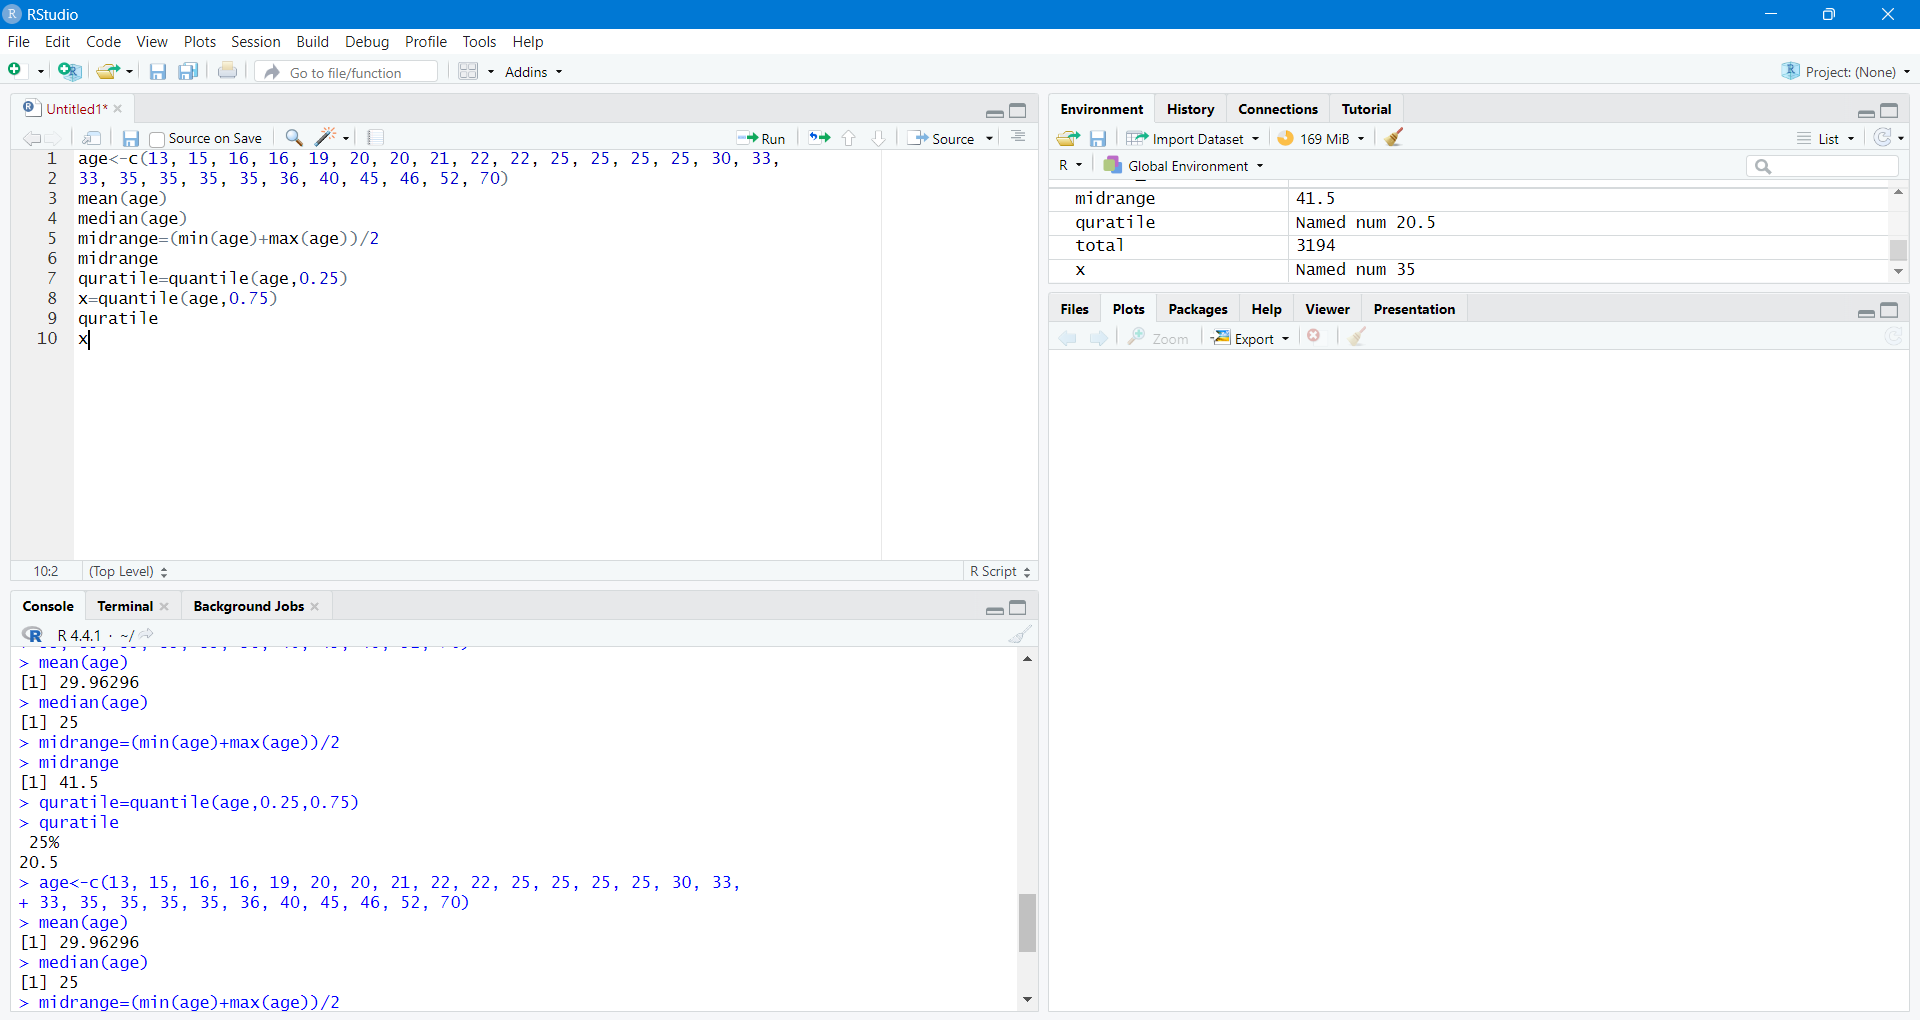 RStudio
File Edit Code View Plots Session Build Debug Profile Tools Help
Go to file/function Addins Project: (None)
Untitled1*
Source on Save Run Source
1 age<-c(13, 15, 16, 16, 19, 20, 20, 21, 22, 22, 25, 25, 25, 25, 30, 33,
2 33, 35, 35, 35, 35, 36, 40, 45, 46, 52, 70)
3 mean(age)
4 median(age)
5 midrange=(min(age)+max(age))/2
6 midrange
7 quratile=quantile(age,0.25)
8 x=quantile(age,0.75)
9 quratile
10 x
10:2 (Top Level) R Script
Console Terminal Background Jobs
R 4.4.1 · ~/
> mean(age)
[1] 29.96296
> median(age)
[1] 25
> midrange=(min(age)+max(age))/2
> midrange
[1] 41.5
> quratile=quantile(age,0.25,0.75)
> quratile
25%
20.5
> age<-c(13, 15, 16, 16, 19, 20, 20, 21, 22, 22, 25, 25, 25, 25, 30, 33,
+ 33, 35, 35, 35, 35, 36, 40, 45, 46, 52, 70)
> mean(age)
[1] 29.96296
> median(age)
[1] 25
> midrange=(min(age)+max(age))/2
Environment History Connections Tutorial
Import Dataset 169 MiB List
R Global Environment
midrange 41.5
quratile Named num 20.5
total 3194
x Named num 35
Files Plots Packages Help Viewer Presentation
Zoom Export